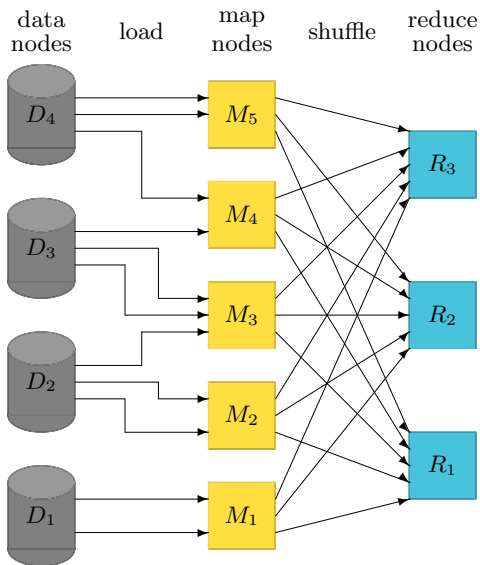 data nodes
load
map nodes
shuffle
reduce nodes
D4
D3
D2
D1
M5
M4
M3
M2
M1
R3
R2
R1